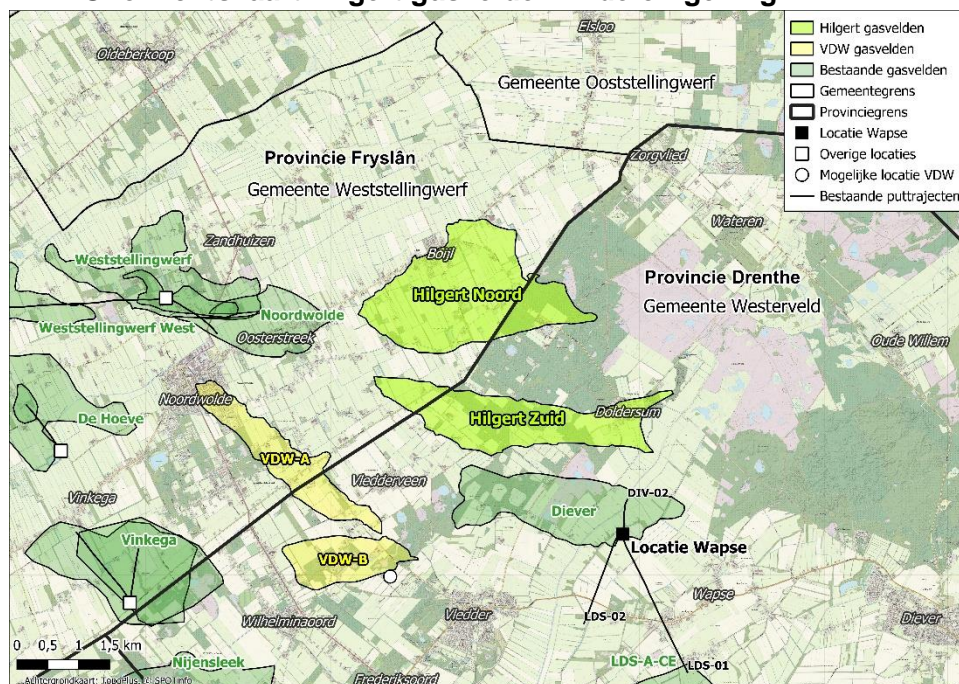 Oldeberkoop
Elsloo
Gemeente Ooststellingwerf
Hilgert gasvelden
VDW gasvelden
Bestaande gasvelden
Gemeentegrens
Provinciegrens
Locatie Wapse
Overige locaties
Mogelijke locatie VDW
Bestaande puttrajecten
Provincie Fryslân
Gemeente Weststellingwerf
Zorgvlied
Wateren
Zandhuizen
Boijl
Weststellingwerf
Hilgert Noord
Provincie Drenthe
Gemeente Westerveld
Weststellingwerf West
Noordwolde
Oosterstreek
Oude Willem
Noordwolde
De Hoeve
Hilgert Zuid
Doldersum
VDW-A
Vledderveen
Vinkega
DIV-02
Diever
Vinkega
Locatie Wapse
VDW-B
Wapse
LDS-02
Wilhelminaoord
Vledder
Diever
0 0,5 1 1,5 km
Nijensleek
LDS-A-CE
LDS-01
Frederiksoord